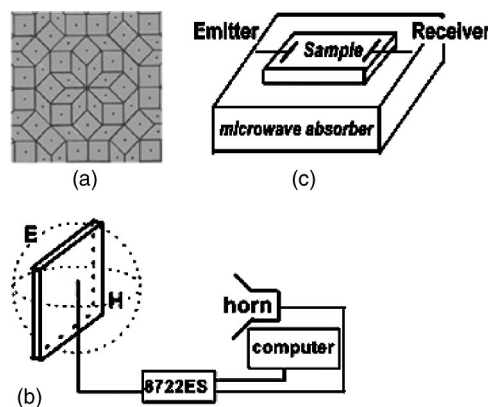 (a)
Emitter
Receiver
Sample
microwave absorber
(c)
E
H
horn
computer
8722ES
(b)